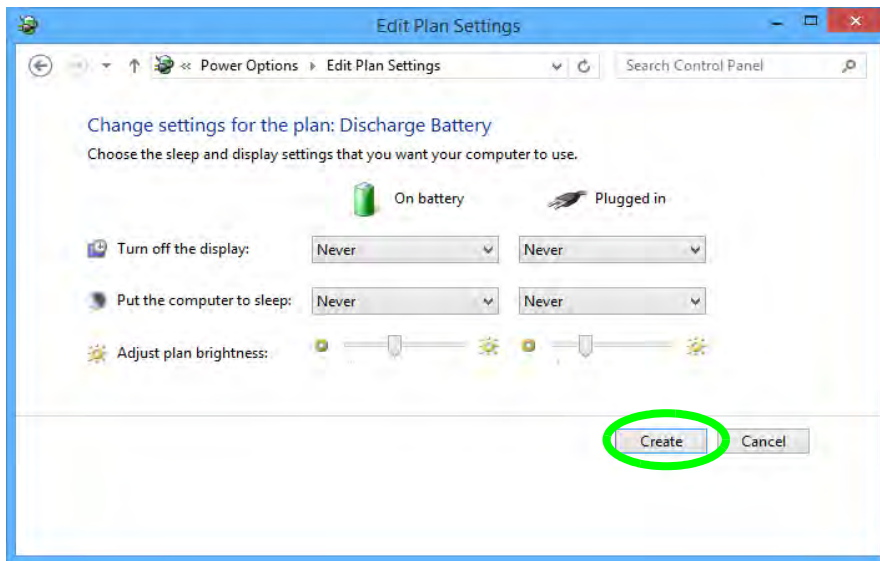 Edit Plan Settings
« Power Options ▸ Edit Plan Settings
Search Control Panel
Change settings for the plan: Discharge Battery
Choose the sleep and display settings that you want your computer to use.
On battery
Plugged in
Turn off the display:
Never
Never
Put the computer to sleep:
Never
Never
Adjust plan brightness:
Create
Cancel